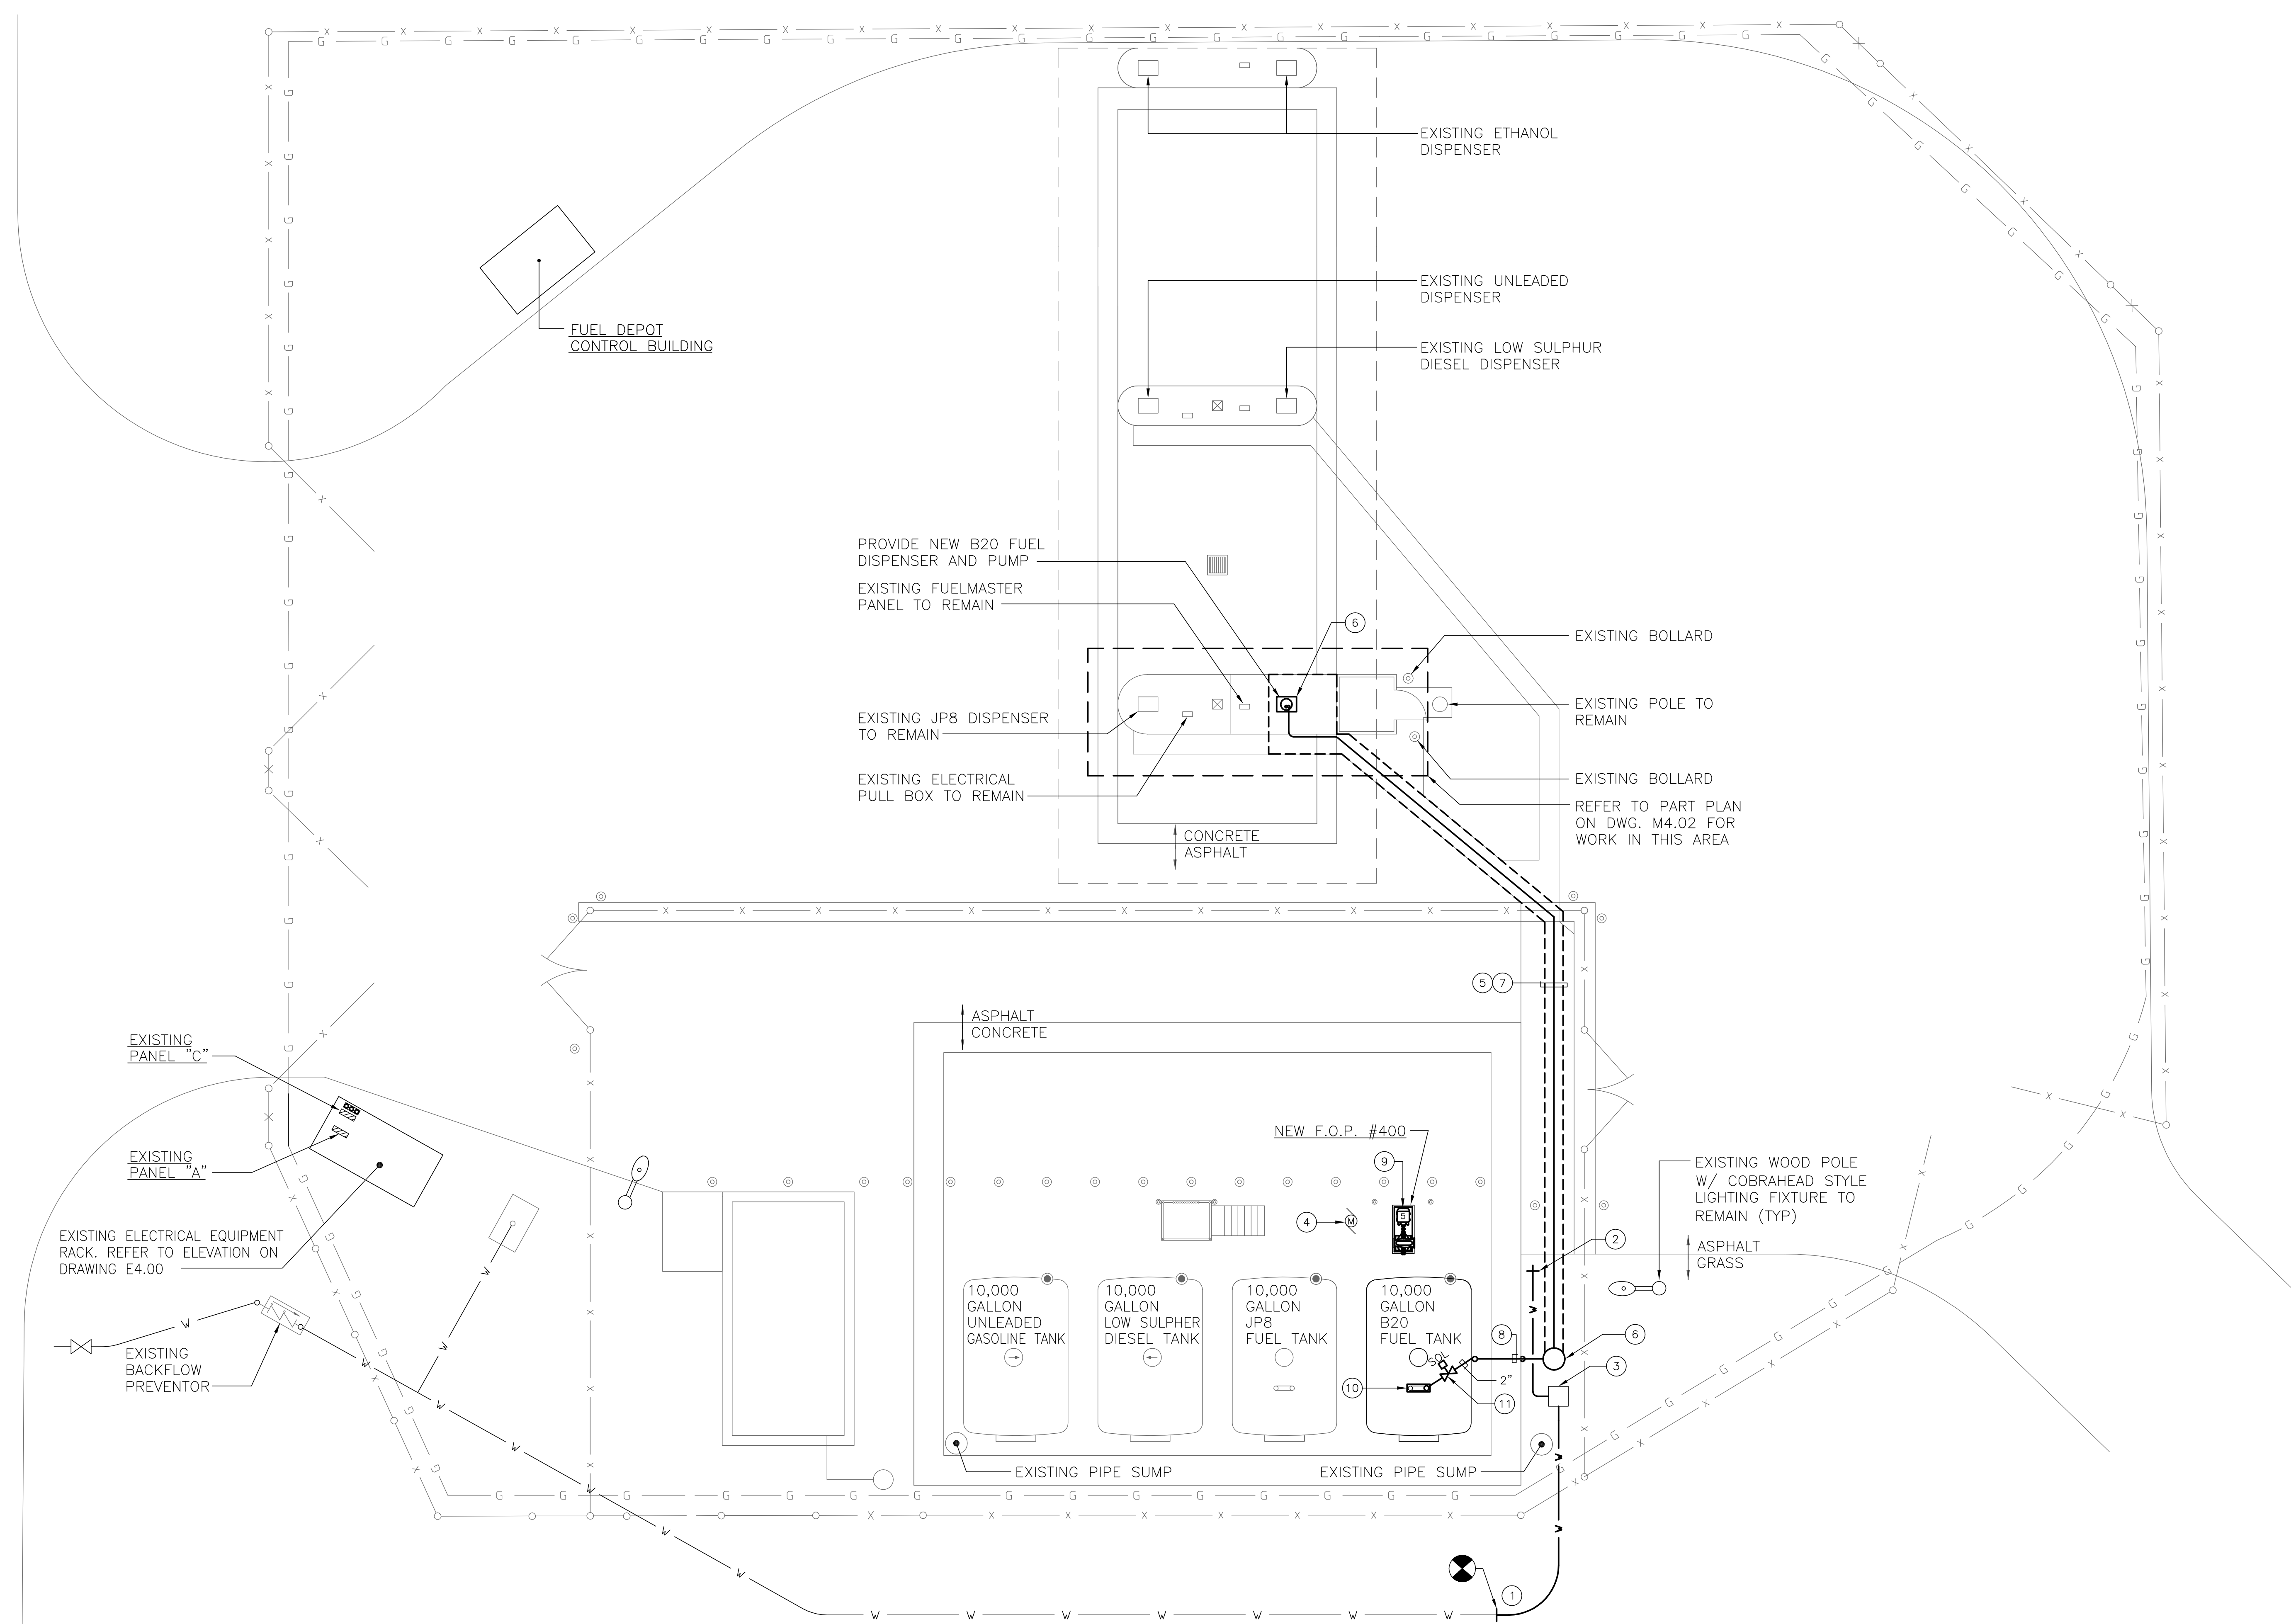 EXISTING ETHANOL
DISPENSER
EXISTING UNLEADED
DISPENSER
FUEL DEPOT
CONTROL BUILDING
EXISTING LOW SULPHUR
DIESEL DISPENSER
PROVIDE NEW B20 FUEL
DISPENSER AND PUMP
EXISTING FUELMASTER
PANEL TO REMAIN
6
EXISTING BOLLARD
EXISTING POLE TO
REMAIN
EXISTING JP8 DISPENSER
TO REMAIN
EXISTING ELECTRICAL
PULL BOX TO REMAIN
EXISTING BOLLARD
REFER TO PART PLAN
ON DWG. M4.02 FOR
WORK IN THIS AREA
CONCRETE
ASPHALT
5 7
ASPHALT
CONCRETE
EXISTING
PANEL "C"
EXISTING
PANEL "A"
NEW F.O.P. #400
9
5
4
M
EXISTING WOOD POLE
W/ COBRAHEAD STYLE
LIGHTING FIXTURE TO
REMAIN (TYP)
2
ASPHALT
GRASS
EXISTING ELECTRICAL EQUIPMENT
RACK. REFER TO ELEVATION ON
DRAWING E4.00
EXISTING
BACKFLOW
PREVENTOR
10,000
GALLON
UNLEADED
GASOLINE TANK
10,000
GALLON
LOW SULPHER
DIESEL TANK
10,000
GALLON
JP8
FUEL TANK
10,000
GALLON
B20
FUEL TANK
8
6
3
SOL
2"
10
11
EXISTING PIPE SUMP
EXISTING PIPE SUMP
1